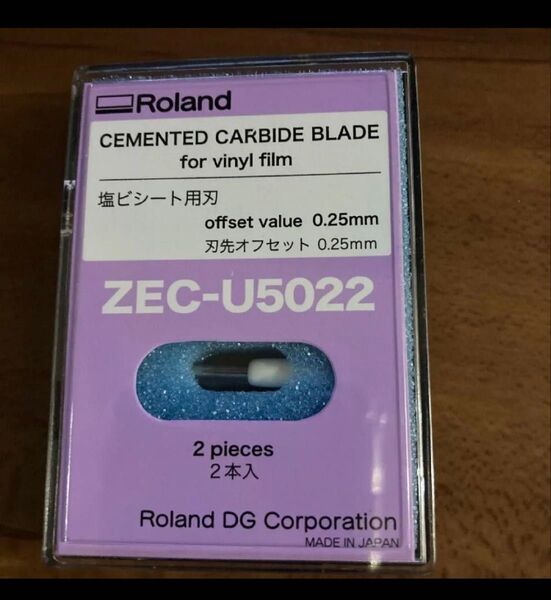 Roland
CEMENTED CARBIDE BLADE
for vinyl film
塩ビシート用刃
offset value 0.25mm
刃先オフセット 0.25mm
ZEC-U5022
2 pieces
2本入
Roland DG Corporation
MADE IN JAPAN